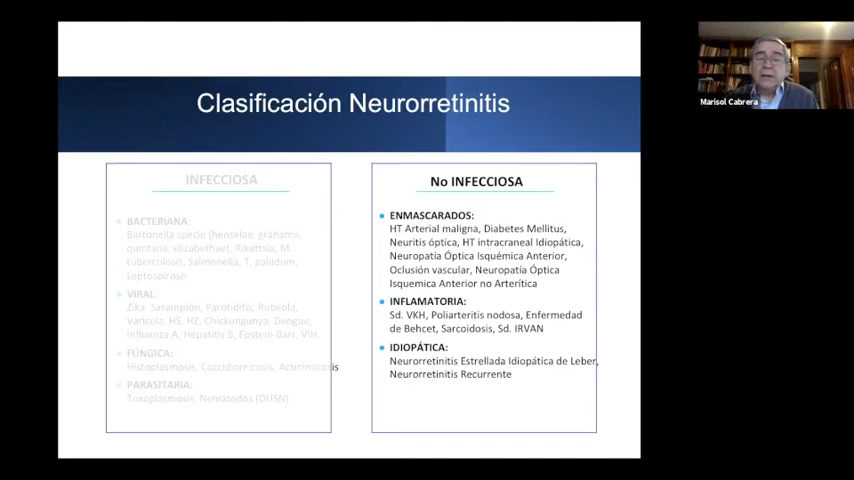 Clasificación Neurorretinitis
INFECCIOSA
BACTERIANA:
Bartonella specie (henselae, grahamii,
quintana, elizabethae), Rikettsia, M.
tuberculosis, Salmonella, T. pallidum,
Leptospirosis
VIRAL:
Zika, Sarampión, Parotiditis, Rubeola,
Varicela, HS, HZ, Chickungunya, Dengue,
Influenza A, Hepatitis B, Epstein-Barr, VIH
FÚNGICA:
Histoplasmosis, Coccidiomicosis, Actinimicosis
PARASITARIA:
Toxoplasmosis, Nemátodos (DUSN)
No INFECCIOSA
ENMASCARADOS:
HT Arterial maligna, Diabetes Mellitus,
Neuritis óptica, HT intracraneal Idiopática,
Neuropatía Óptica Isquémica Anterior,
Oclusión vascular, Neuropatía Óptica
Isquemica Anterior no Arterítica
INFLAMATORIA:
Sd. VKH, Poliarteritis nodosa, Enfermedad
de Behcet, Sarcoidosis, Sd. IRVAN
IDIOPÁTICA:
Neurorretinitis Estrellada Idiopática de Leber,
Neurorretinitis Recurrente
Marisol Cabrera